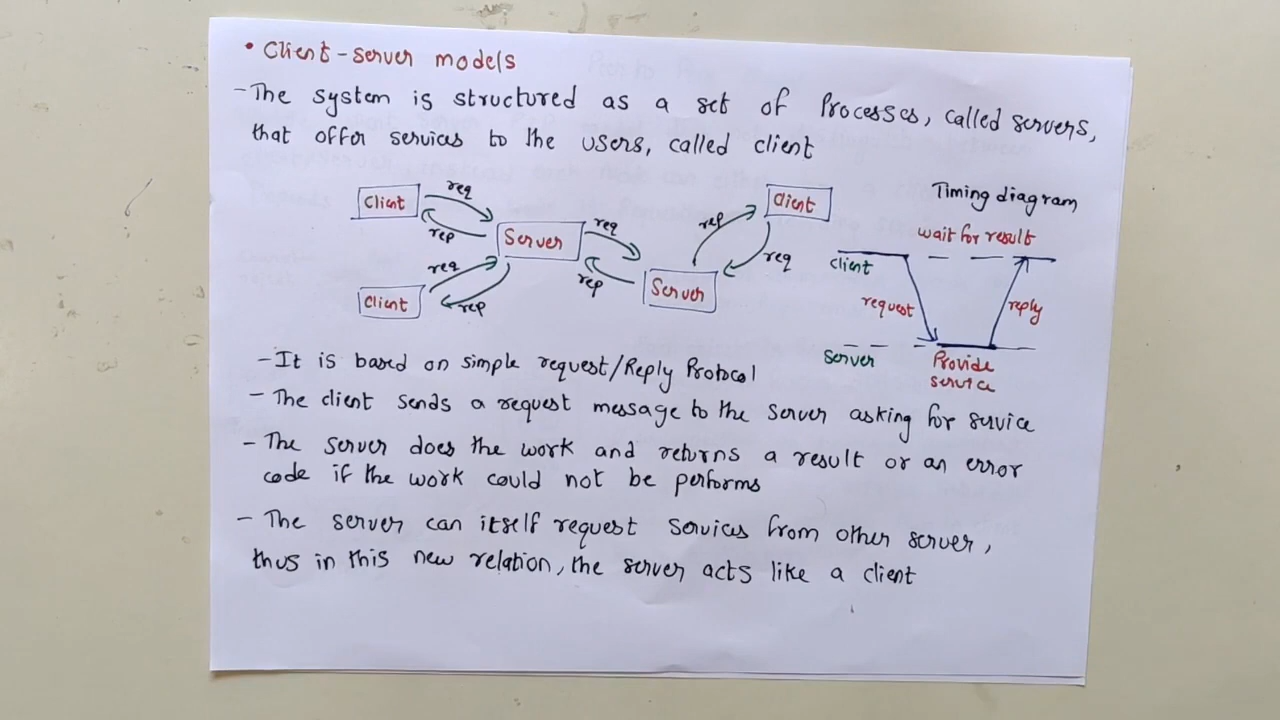 • Client-server models
- The system is structured as a set of Processes, called servers,
that offer services to the users, called client
Client
req
rep
Server
req
rep
Client
req
rep
Server
rep
req
Client
Timing diagram
wait for result
client
request
reply
server
Provide
service
- It is based on simple request/Reply Protocol
- The client sends a request message to the server asking for service
- The server does the work and returns a result or an error
code if the work could not be performs
- The server can itself request services from other server,
thus in this new relation, the server acts like a client